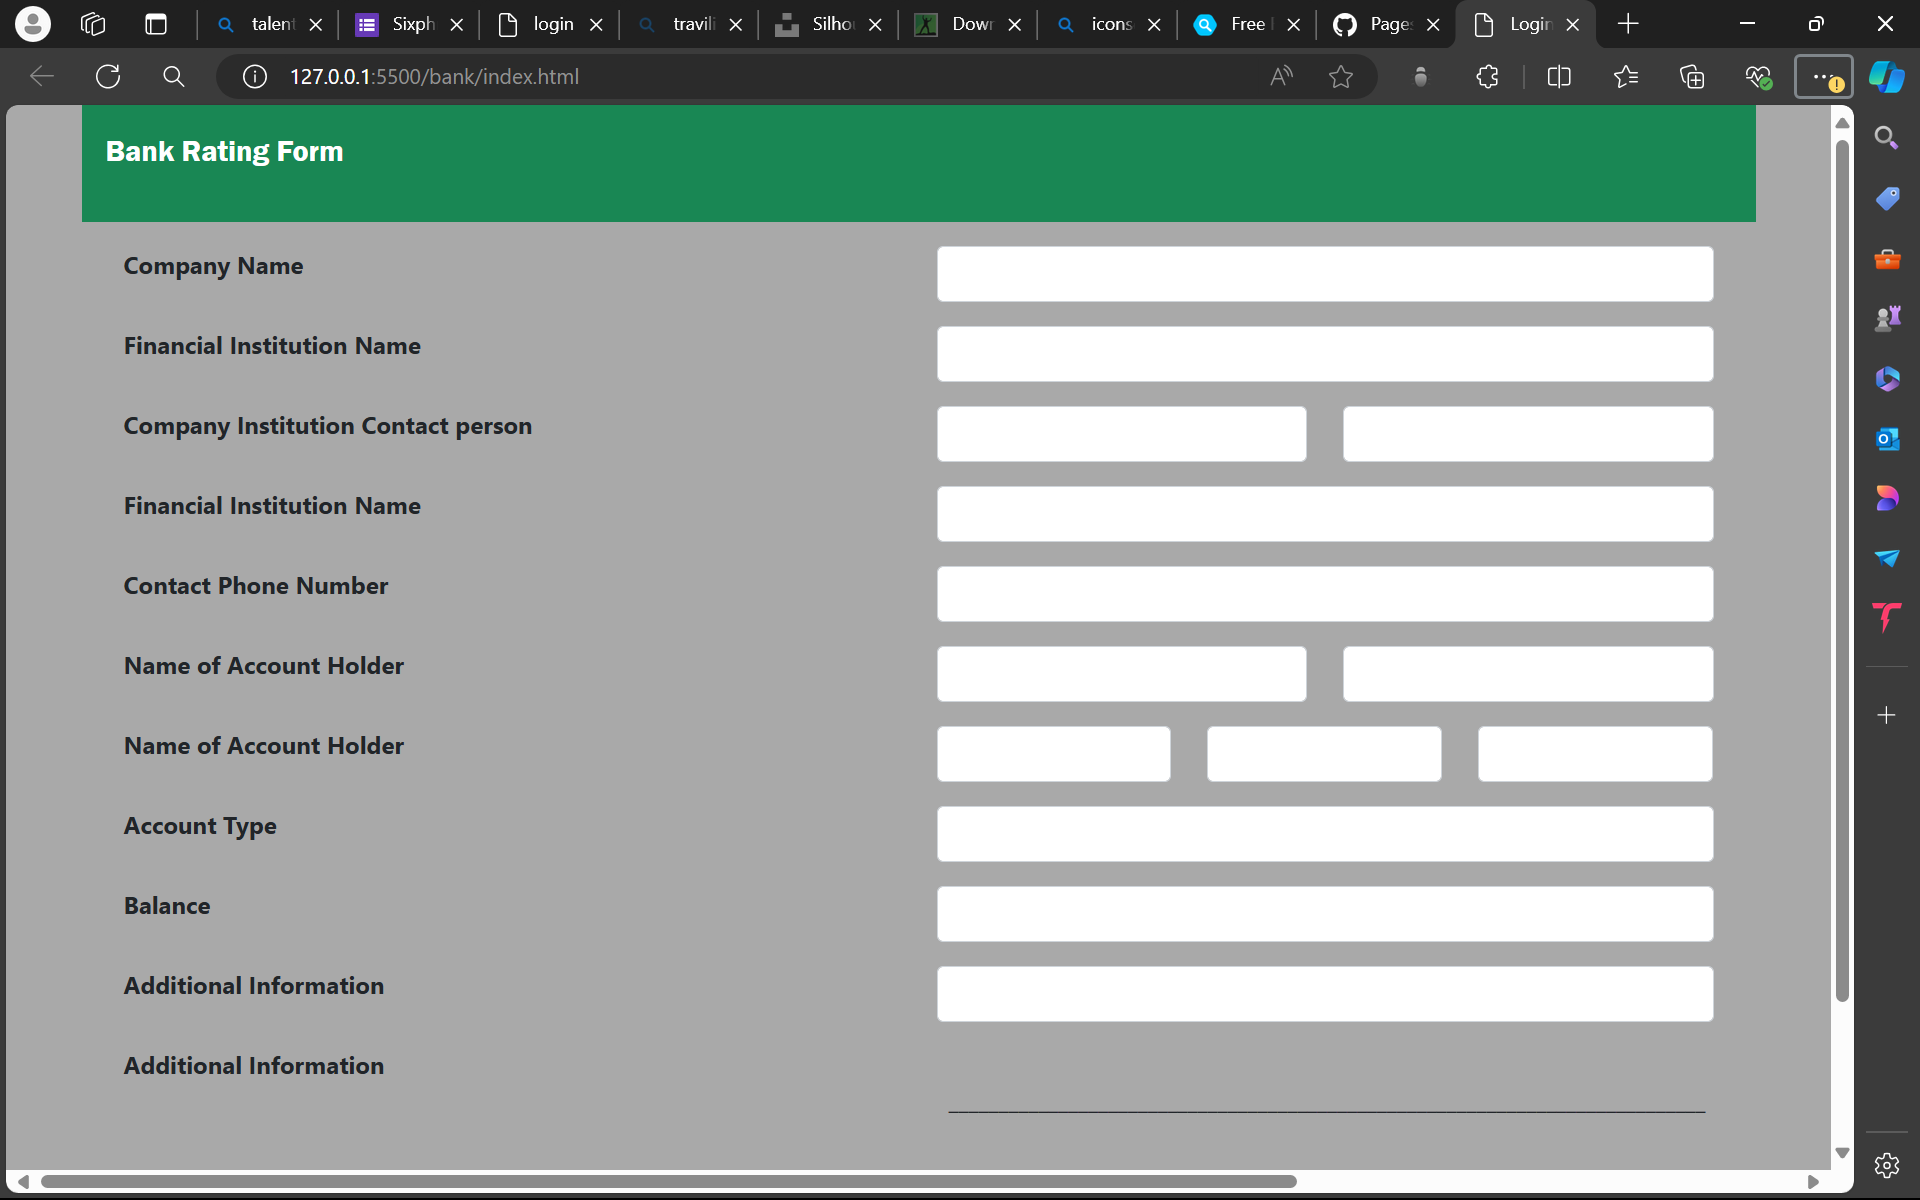 talent
Sixph
login
travili
Silho
Dow
icons
Free
Page
Login
127.0.0.1:5500/bank/index.html
Bank Rating Form
Company Name
Financial Institution Name
Company Institution Contact person
Financial Institution Name
Contact Phone Number
Name of Account Holder
Name of Account Holder
Account Type
Balance
Additional Information
Additional Information